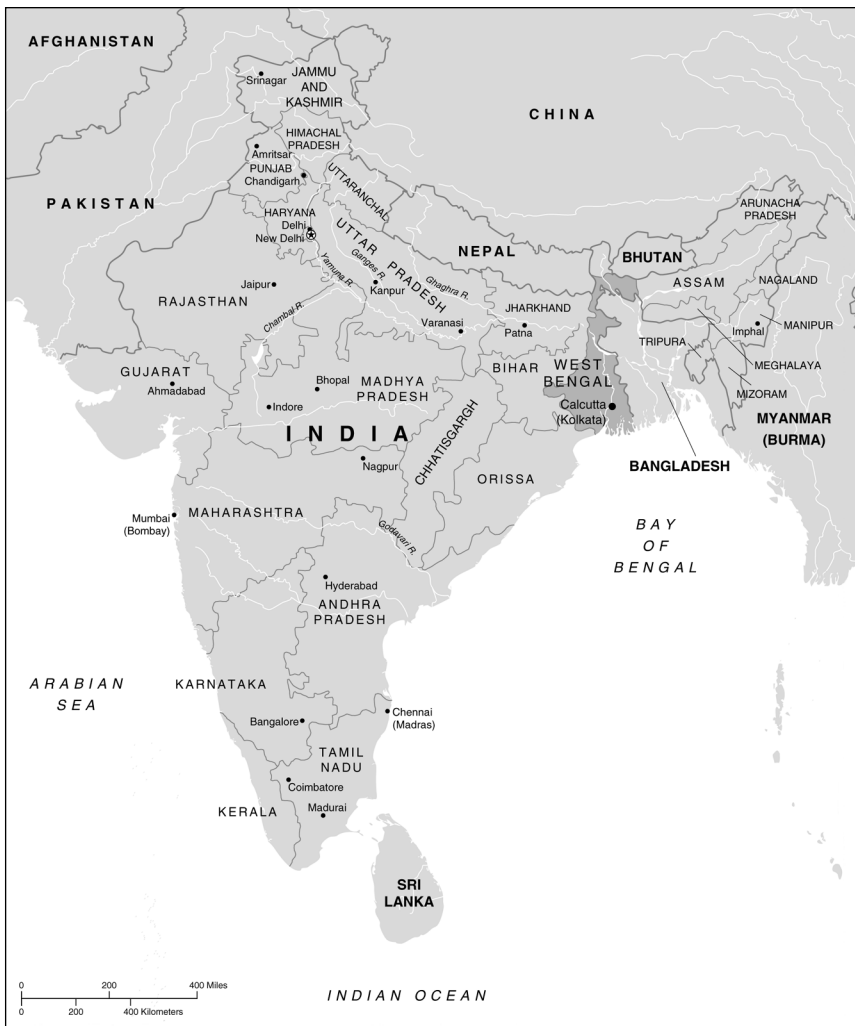 AFGHANISTAN
Srinagar
JAMMU
AND
KASHMIR
CHINA
HIMACHAL
PRADESH
Amritsar
PUNJAB
Chandigarh
UTTARANCHAL
PAKISTAN
ARUNACHA
PRADESH
HARYANA
Delhi
New Delhi
UTTAR PRADESH
NEPAL
BHUTAN
Yamuna R.
Ganges R.
Ghaghra R.
ASSAM
NAGALAND
Jaipur
RAJASTHAN
Kanpur
Chambal R.
JHARKHAND
Varanasi
Patna
Imphal
MANIPUR
TRIPURA
GUJARAT
Ahmadabad
BIHAR
WEST
BENGAL
MEGHALAYA
Bhopal
MADHYA
PRADESH
MIZORAM
Indore
Calcutta
(Kolkata)
CHHATISGARGH
MYANMAR
(BURMA)
INDIA
Nagpur
BANGLADESH
ORISSA
Mumbai
(Bombay)
MAHARASHTRA
Godavari R.
BAY
OF
BENGAL
Hyderabad
ANDHRA
PRADESH
ARABIAN
SEA
KARNATAKA
Bangalore
Chennai
(Madras)
TAMIL
NADU
Coimbatore
KERALA
Madurai
SRI
LANKA
0 200 400 Miles
0 200 400 Kilometers
INDIAN OCEAN